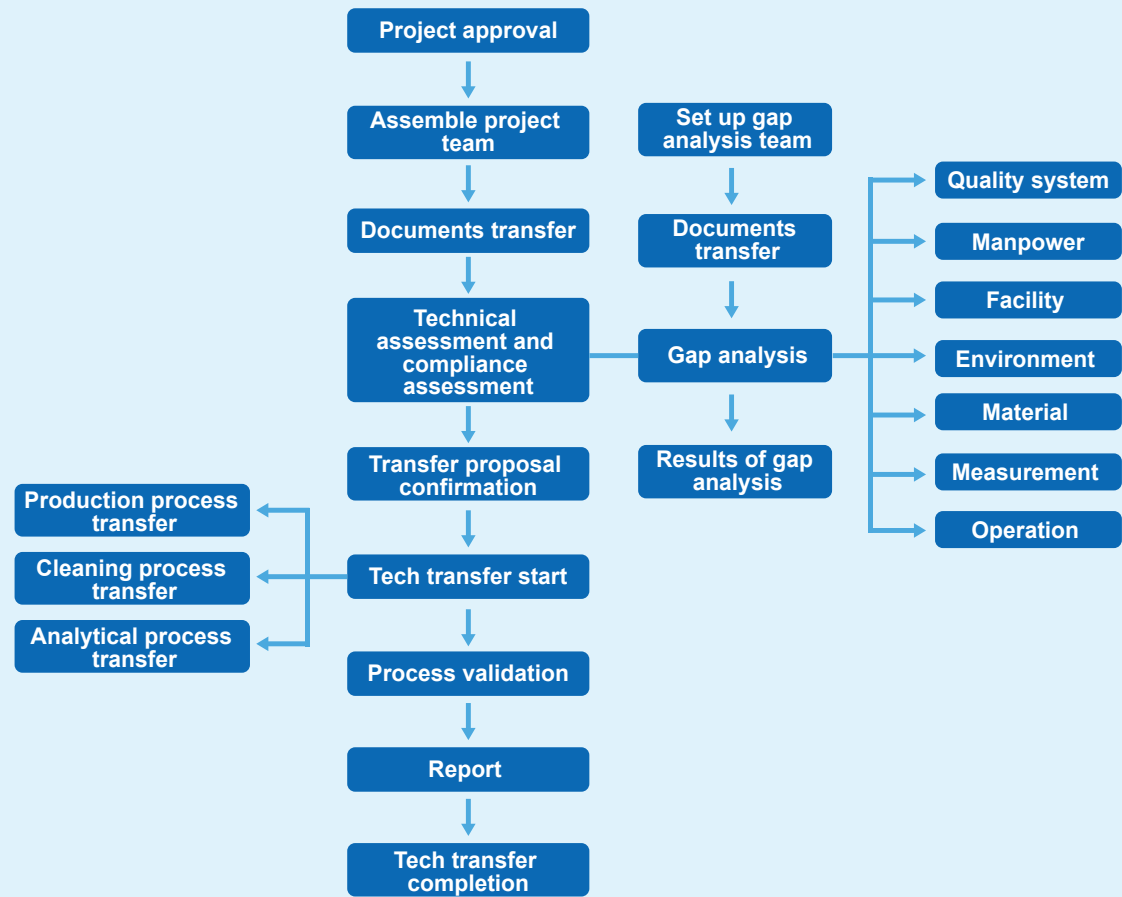 Project approval
Assemble project
team
Documents transfer
Technical
assessment and
compliance
assessment
Transfer proposal
confirmation
Tech transfer start
Process validation
Report
Tech transfer
completion
Production process
transfer
Cleaning process
transfer
Analytical process
transfer
Set up gap
analysis team
Documents
transfer
Gap analysis
Results of gap
analysis
Quality system
Manpower
Facility
Environment
Material
Measurement
Operation